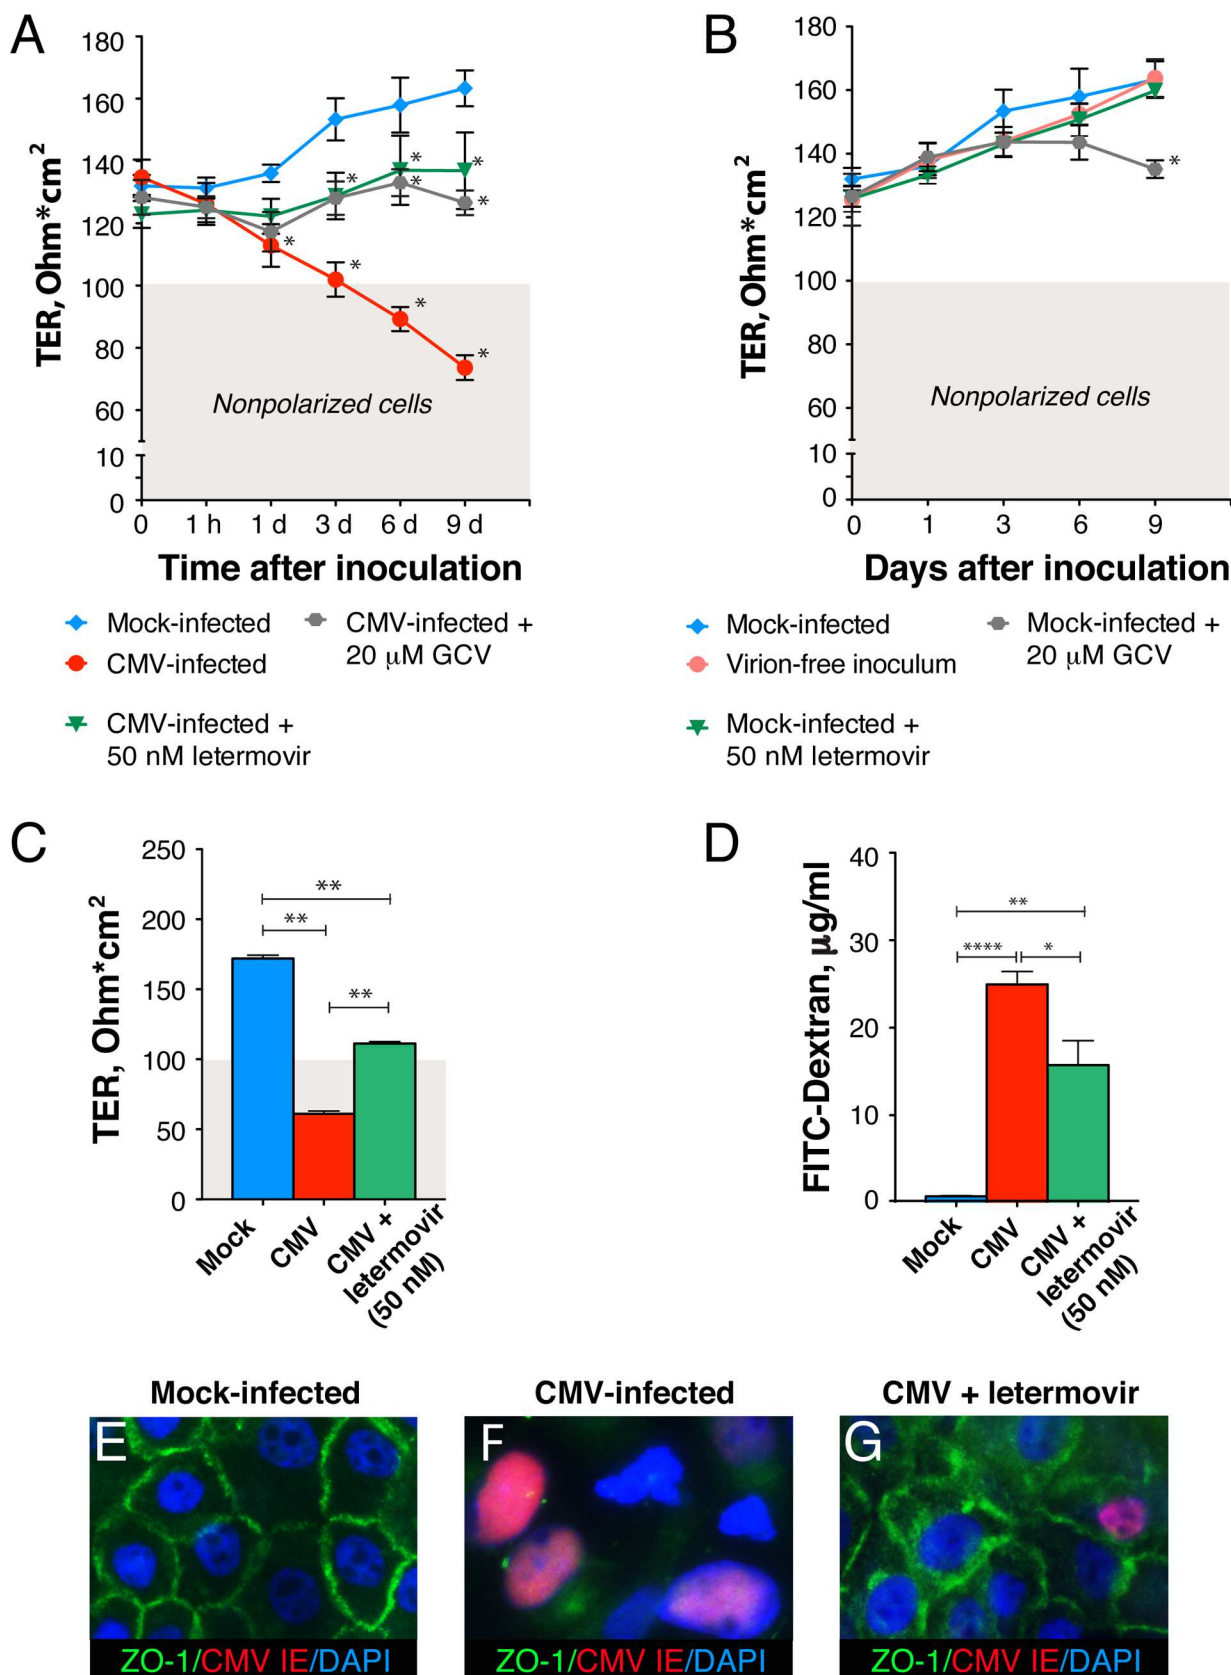 A
TER, Ohm*cm²
180
160
140
120
100
80
60
10
0
* * * * * * * * *
Nonpolarized cells
0 1 h 1 d 3 d 6 d 9 d
Time after inoculation
Mock-infected
CMV-infected
CMV-infected +
50 nM letermovir
CMV-infected +
20 μM GCV
B
TER, Ohm*cm²
180
160
140
120
100
80
60
10
0
*
Nonpolarized cells
0 1 3 6 9
Days after inoculation
Mock-infected
Virion-free inoculum
Mock-infected +
50 nM letermovir
Mock-infected +
20 μM GCV
C
TER, Ohm*cm²
250
200
150
100
50
0
**
**
**
Mock
CMV
CMV +
letermovir
(50 nM)
D
FITC-Dextran, μg/ml
40
30
20
10
0
**
**** *
Mock
CMV
CMV +
letermovir
(50 nM)
Mock-infected
E
ZO-1/CMV IE/DAPI
CMV-infected
F
ZO-1/CMV IE/DAPI
CMV + letermovir
G
ZO-1/CMV IE/DAPI